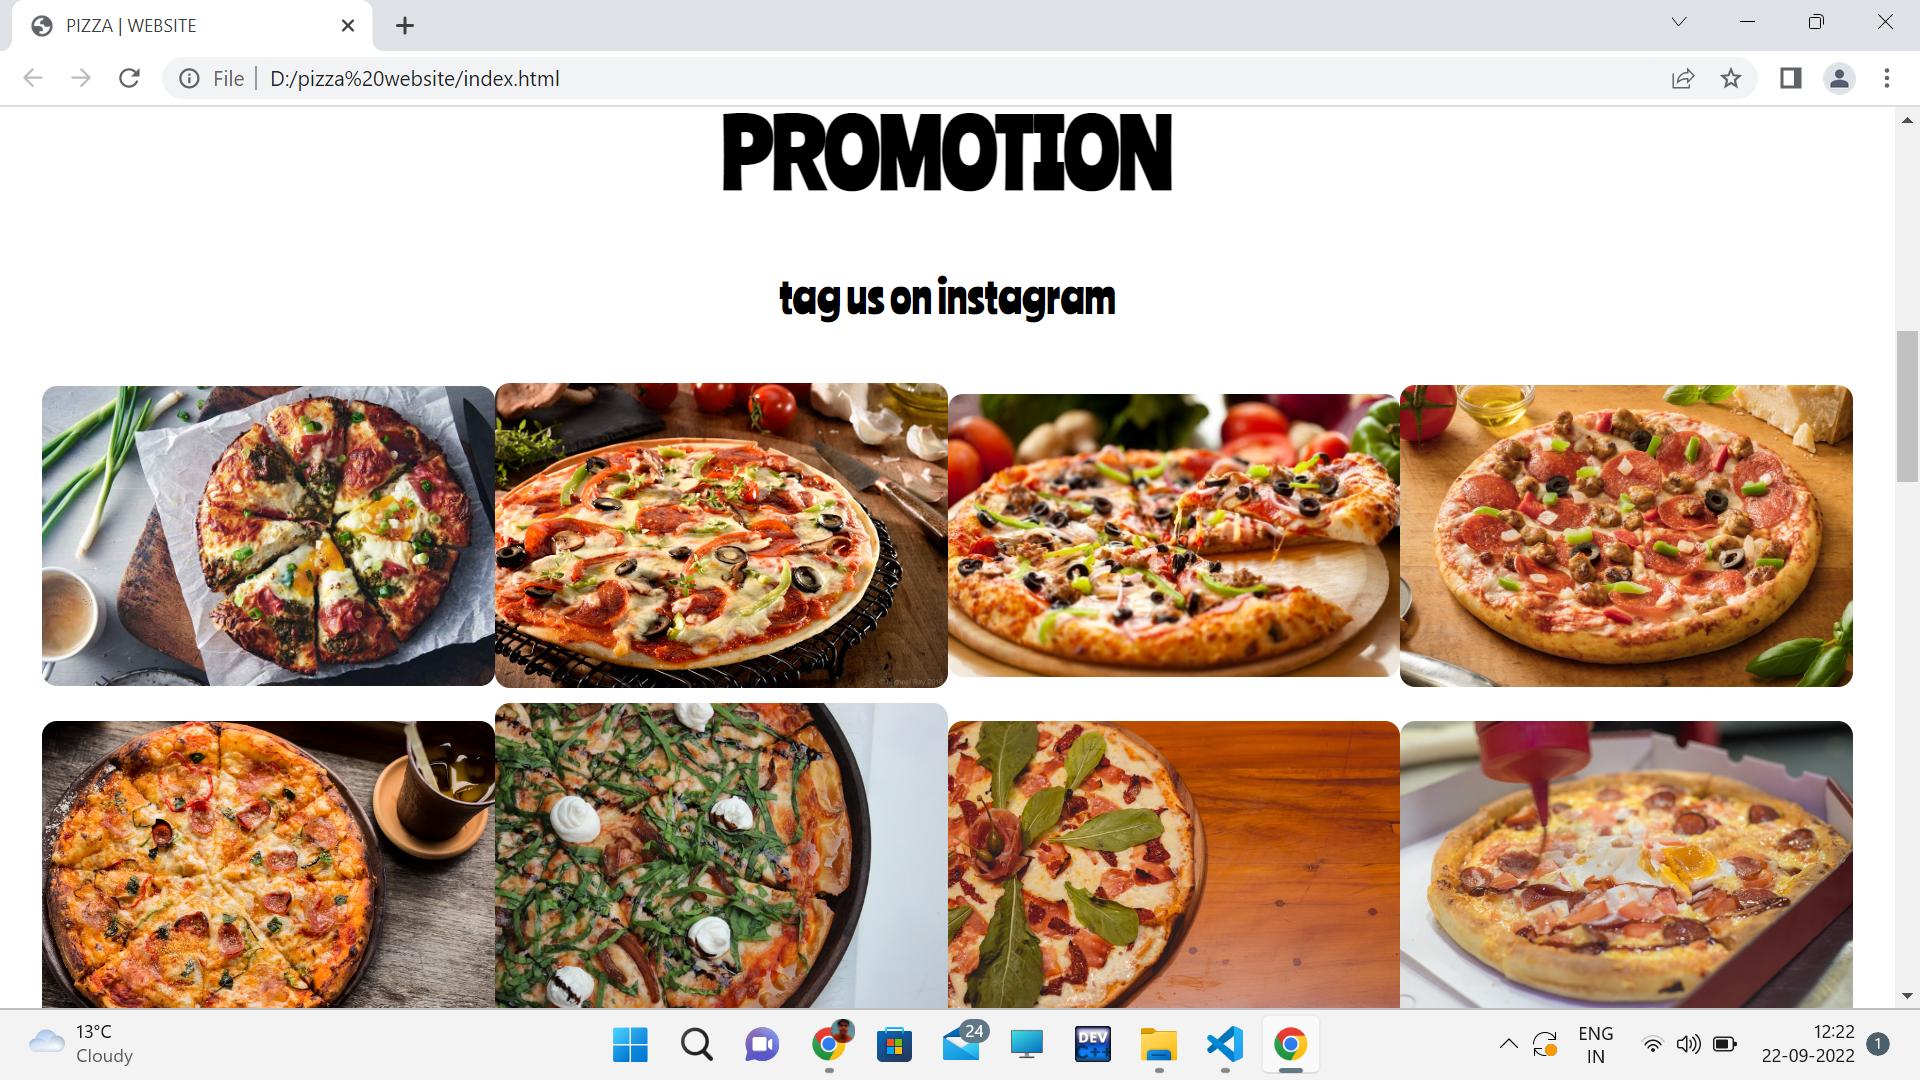 PIZZA | WEBSITE
File
D:/pizza%20website/index.html
PROMOTION
tag us on instagram
13°C
Cloudy
24
DEV
C++
ENG
IN
12:22
22-09-2022
1